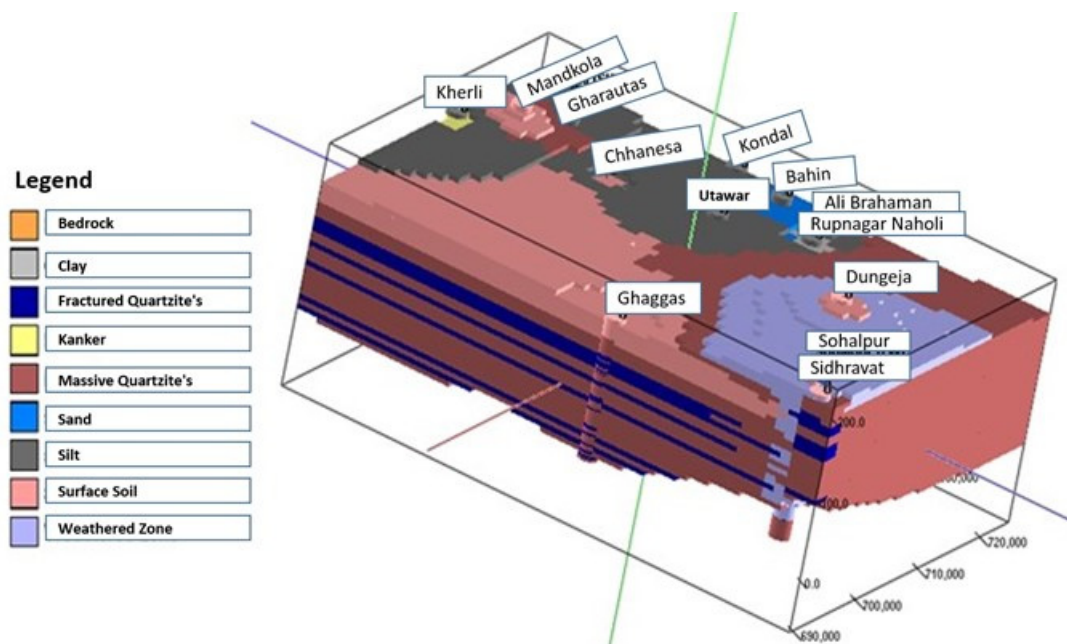 Mandkola
Kherli
Gharautas
Kondal
Chhanesa
Bahin
Legend
Utawar
Ali Brahaman
Bedrock
Rupnagar Naholi
Clay
Dungeja
Fractured Quartzite's
Ghaggas
Kanker
Sohalpur
Massive Quartzite's
Sidhravat
Sand
200.0
Silt
Surface Soil
720,000
Weathered Zone
710,000
0.0
700,000
690,000